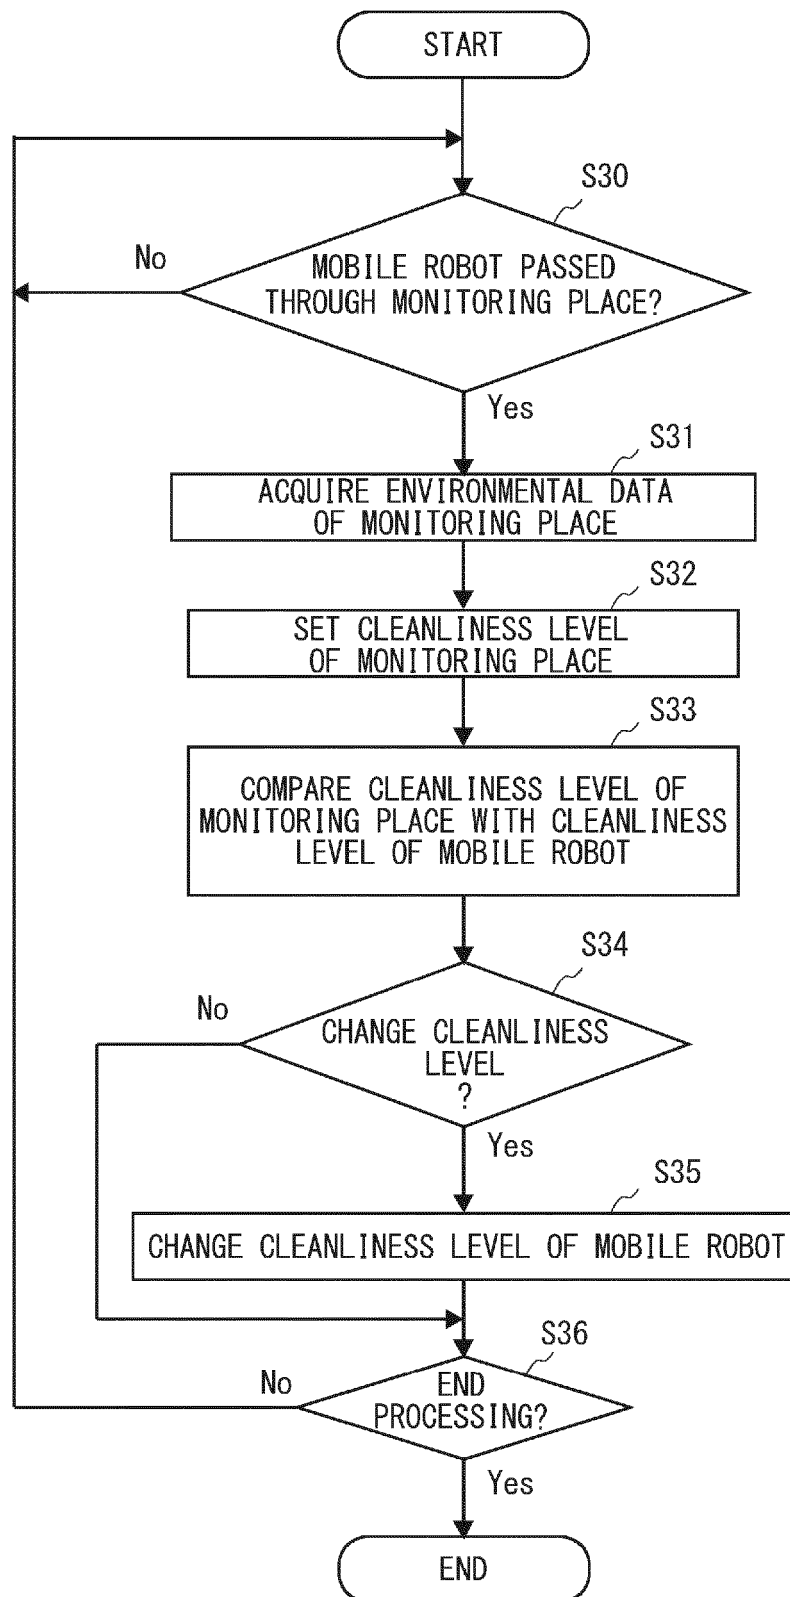 START
S30
No
MOBILE ROBOT PASSED
THROUGH MONITORING PLACE?
Yes
S31
ACQUIRE ENVIRONMENTAL DATA
OF MONITORING PLACE
S32
SET CLEANLINESS LEVEL
OF MONITORING PLACE
S33
COMPARE CLEANLINESS LEVEL OF
MONITORING PLACE WITH CLEANLINESS
LEVEL OF MOBILE ROBOT
S34
No
CHANGE CLEANLINESS
LEVEL
?
Yes
S35
CHANGE CLEANLINESS LEVEL OF MOBILE ROBOT
S36
No
END
PROCESSING?
Yes
END